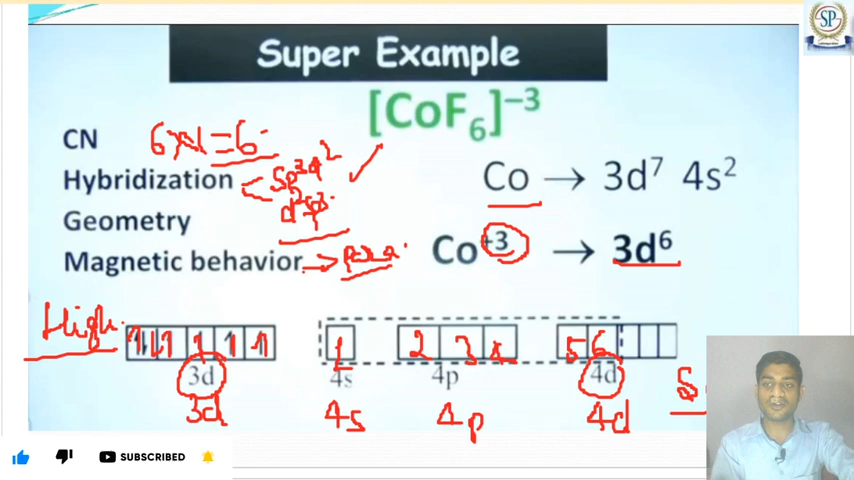 SP
Super Example
[CoF6]–3
CN 6×1=6
Hybridization sp3d2
d2sp3
Co → 3d7 4s2
Geometry
Magnetic behavior → para
Co+3 → 3d6
High
1 2 3 4 5 6
3d 4s 4p 4d
3d 4s 4p 4d
SUBSCRIBED